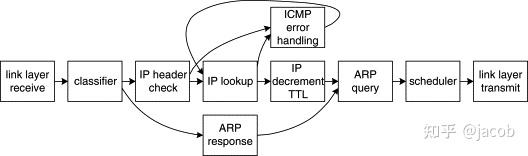 ICMP
error
handling
link layer
receive
classifier
IP header
check
IP lookup
IP
decrement
TTL
ARP
query
scheduler
link layer
transmit
ARP
response
知乎 @jacob